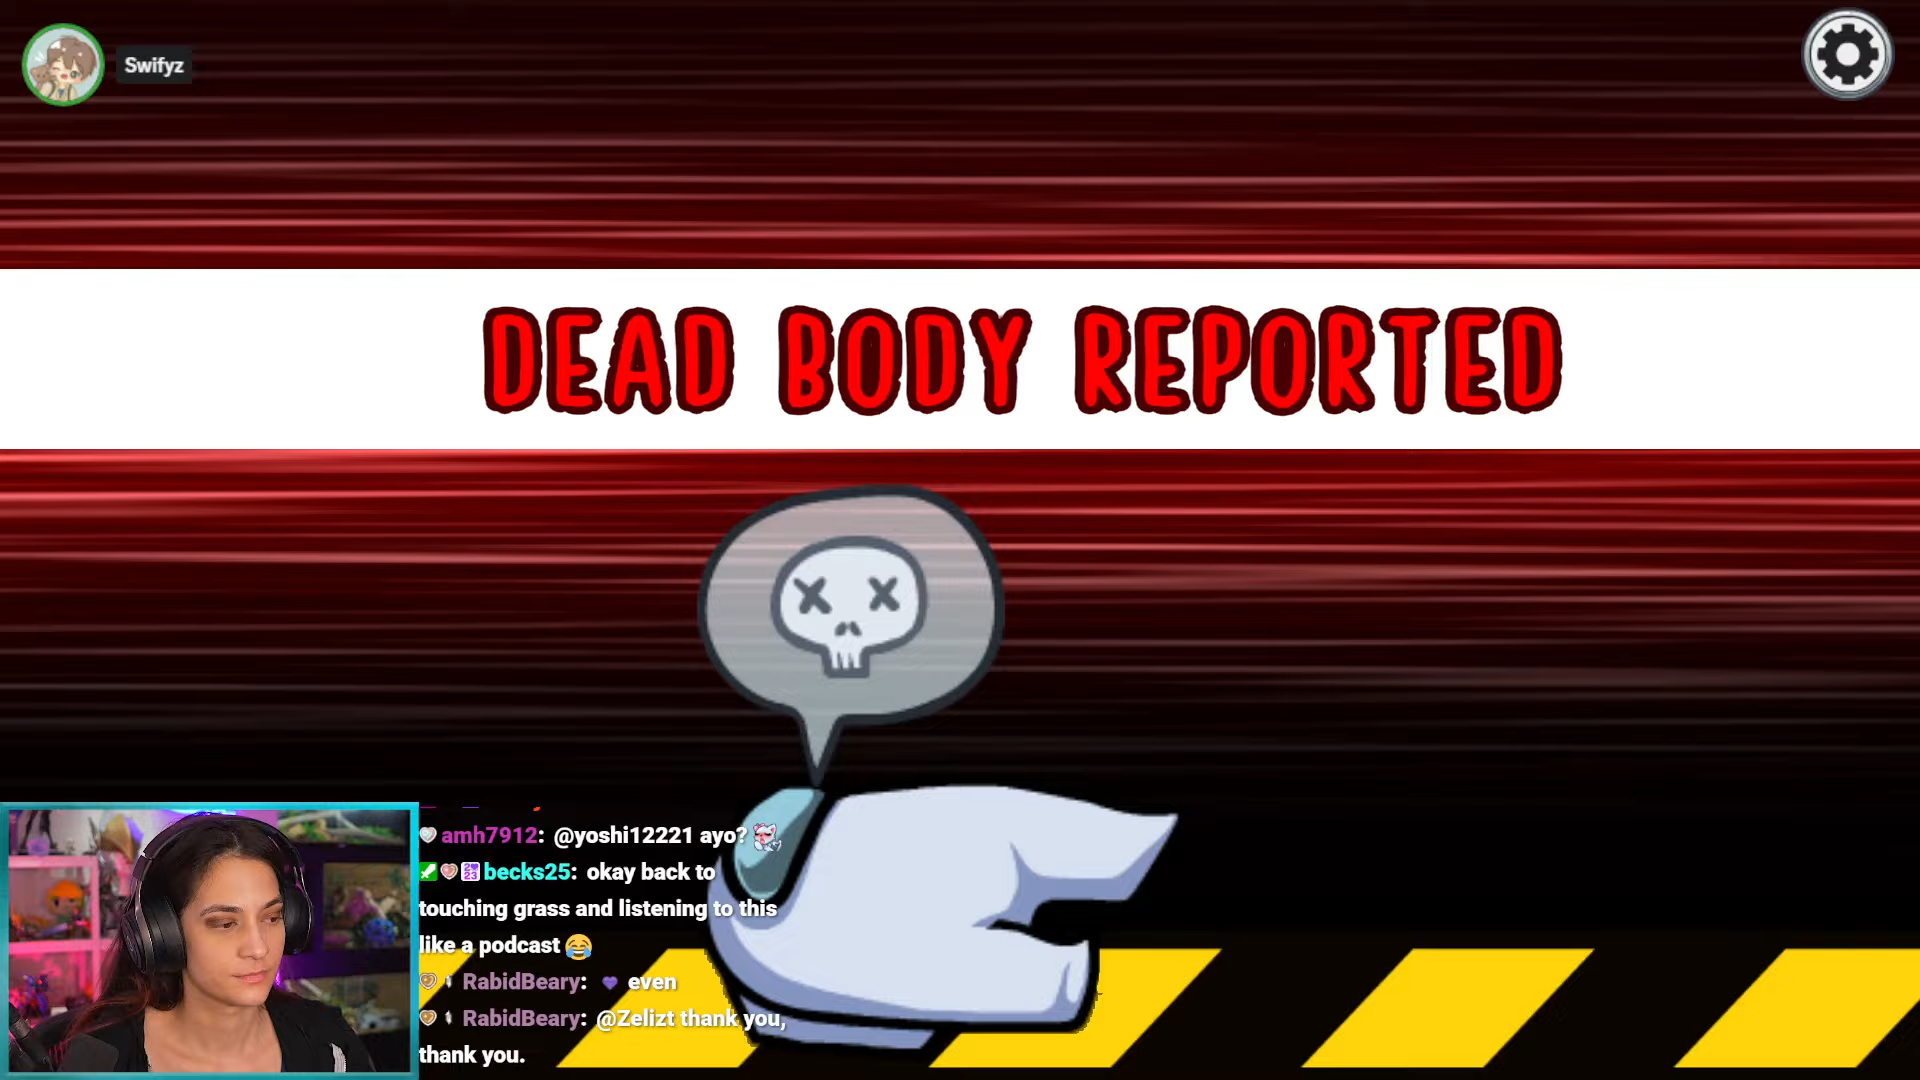 Swifyz
DEAD BODY REPORTED
amh7912: @yoshi12221 ayo?
becks25: okay back to
touching grass and listening to this
like a podcast 😂
RabidBeary: 💜 even
RabidBeary: @Zelizt thank you,
thank you.